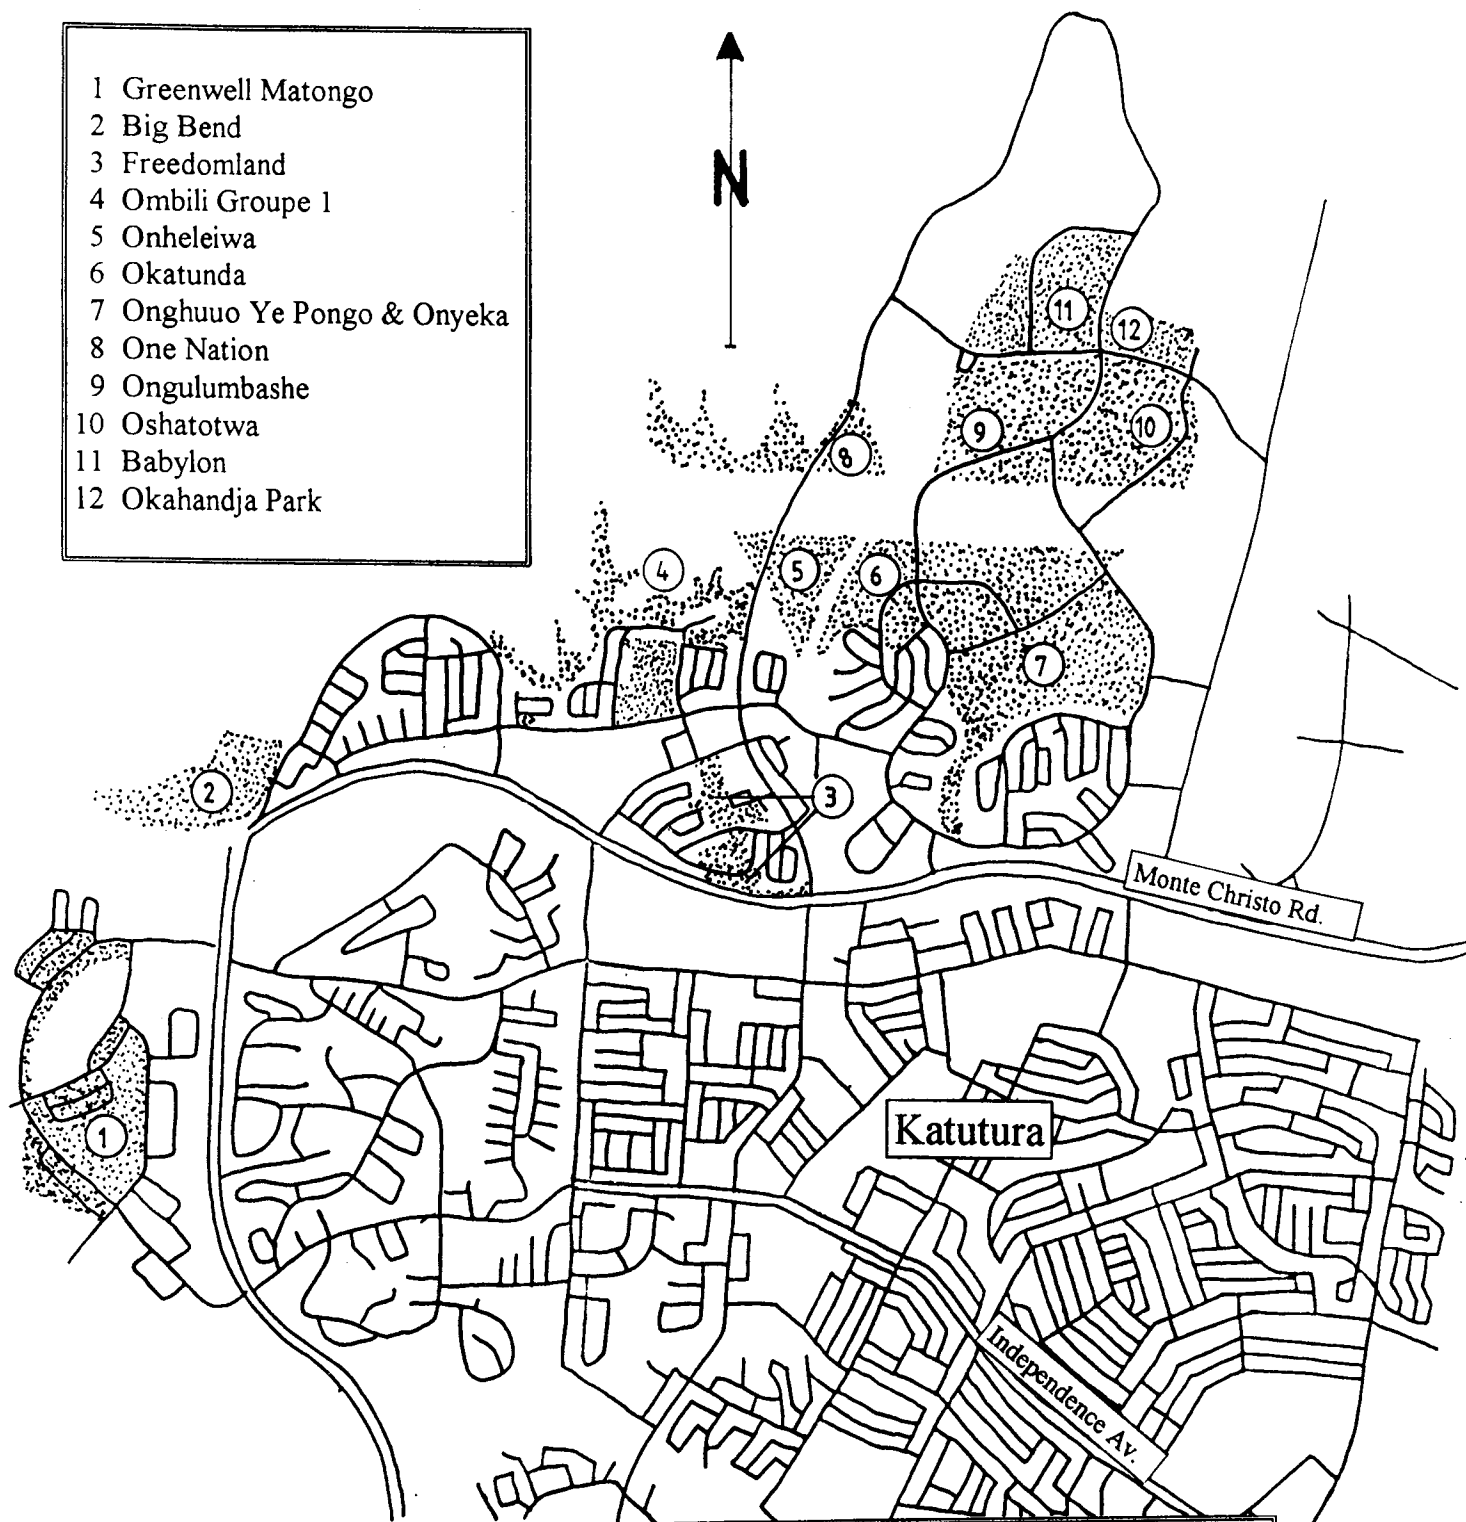 1 Greenwell Matongo
2 Big Bend
3 Freedomland
4 Ombili Groupe 1
5 Onheleiwa
6 Okatunda
7 Onghuuo Ye Pongo & Onyeka
8 One Nation
9 Ongulumbashe
10 Oshatotwa
11 Babylon
12 Okahandja Park
N
11
12
9
10
8
4
5
6
7
2
3
Monte Christo Rd.
1
Katutura
Independence Av.